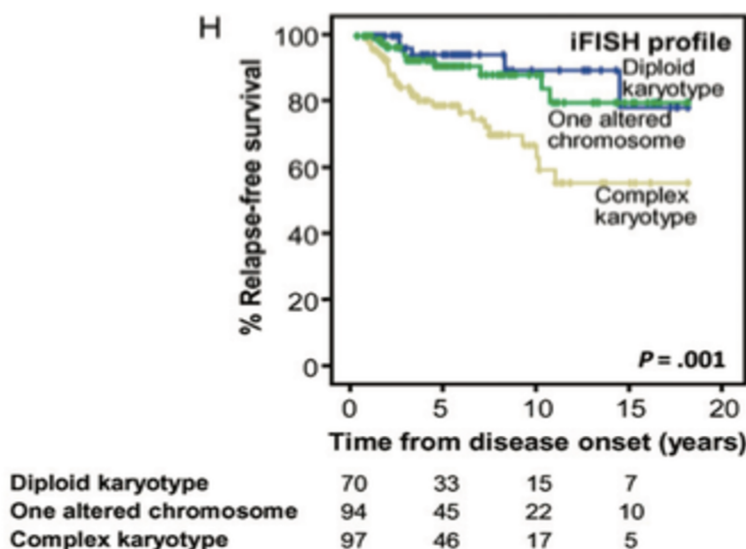 H
% Relapse-free survival
100
80
60
40
20
0
iFISH profile
Diploid
karyotype
One altered
chromosome
Complex
karyotype
P = .001
0 5 10 15 20
Time from disease onset (years)
Diploid karyotype 70 33 15 7
One altered chromosome 94 45 22 10
Complex karyotype 97 46 17 5